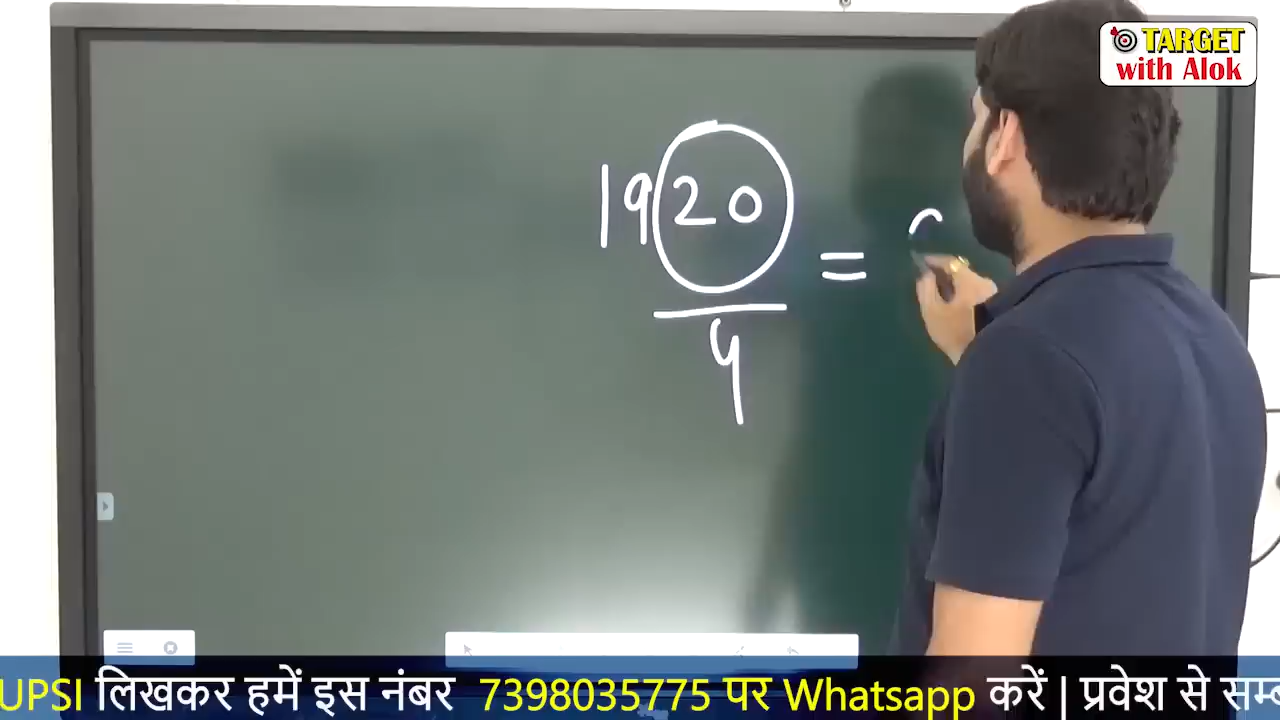 TARGET
with Alok
1920
=
4
UPSI लिखकर हमें इस नंबर 7398035775 पर Whatsapp करें | प्रवेश से सम्ब